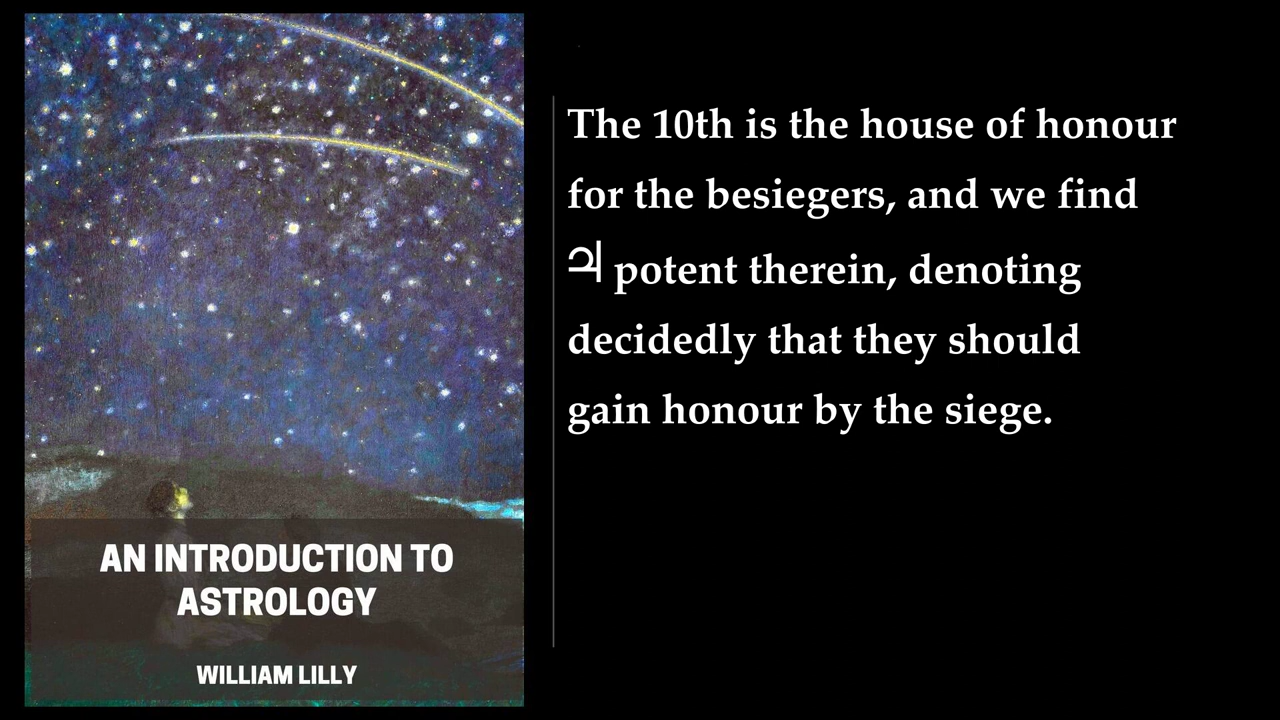 The 10th is the house of honour
for the besiegers, and we find
♃ potent therein, denoting
decidedly that they should
gain honour by the siege.
AN INTRODUCTION TO
ASTROLOGY
WILLIAM LILLY